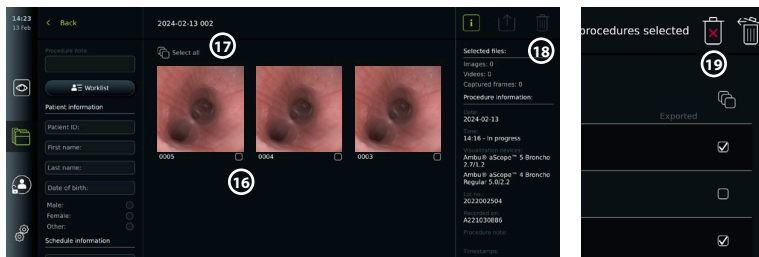 14:23
13 Feb
Back
Procedure note:
Worklist
Patient information
Patient ID:
First name:
Last name:
Date of birth:
Male:
Female:
Other:
Schedule information
2024-02-13 002
Select all
17
0005
0004
0003
16
i
18
Selected files:
Images: 0
Videos: 0
Captured frames: 0
Procedure information:
Date:
2024-02-13
Time:
14:16 - In progress
Visualization devices:
Ambu® aScope™ 5 Broncho
2.7/1.2
Ambu® aScope™ 4 Broncho
Regular 5.0/2.2
Lot no.:
2022002504
Recorded on:
A221030886
Procedure note:
Timestamps:
procedures selected
19
Exported